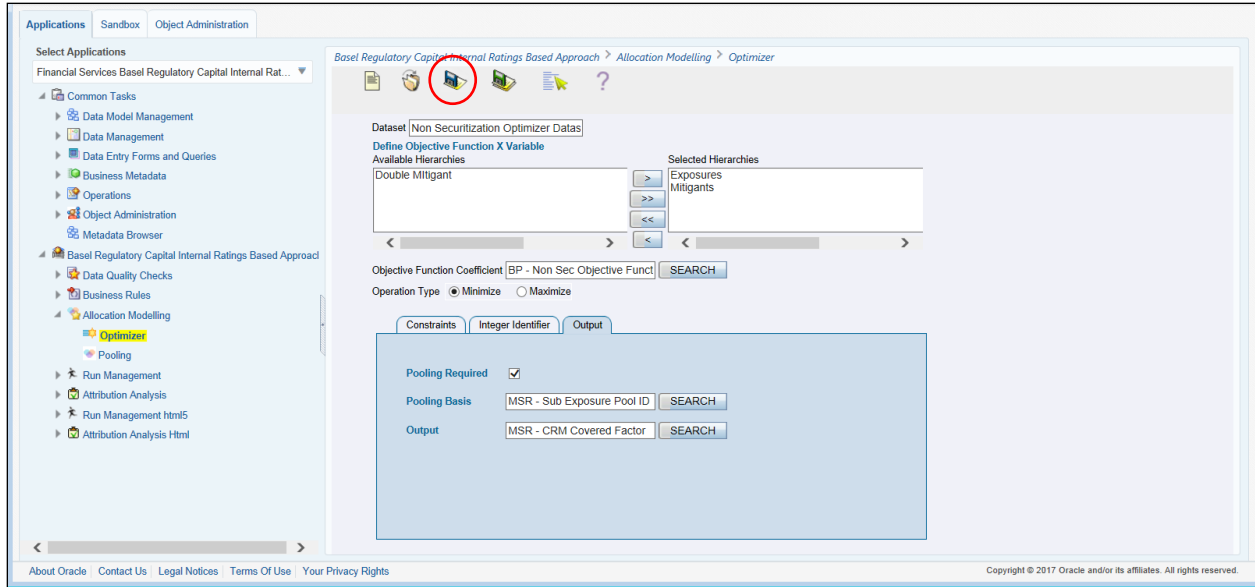 Applications Sandbox Object Administration
Select Applications
Financial Services Basel Regulatory Capital Internal Rat...
Common Tasks
Data Model Management
Data Management
Data Entry Forms and Queries
Business Metadata
Operations
Object Administration
Metadata Browser
Basel Regulatory Capital Internal Ratings Based Approacl
Data Quality Checks
Business Rules
Allocation Modelling
Optimizer
Pooling
Run Management
Attribution Analysis
Run Management html5
Attribution Analysis Html
Basel Regulatory Capital Internal Ratings Based Approach > Allocation Modelling > Optimizer
?
Dataset Non Securitization Optimizer Datas
Define Objective Function X Variable
Available Hierarchies Selected Hierarchies
Double MItigant
>
>>
<<
<
Exposures
Mitigants
Objective Function Coefficient BP - Non Sec Objective Funct SEARCH
Operation Type Minimize Maximize
Constraints Integer Identifier Output
Pooling Required
Pooling Basis MSR - Sub Exposure Pool ID SEARCH
Output MSR - CRM Covered Factor SEARCH
About Oracle Contact Us Legal Notices Terms Of Use Your Privacy Rights
Copyright © 2017 Oracle and/or its affiliates. All rights reserved.